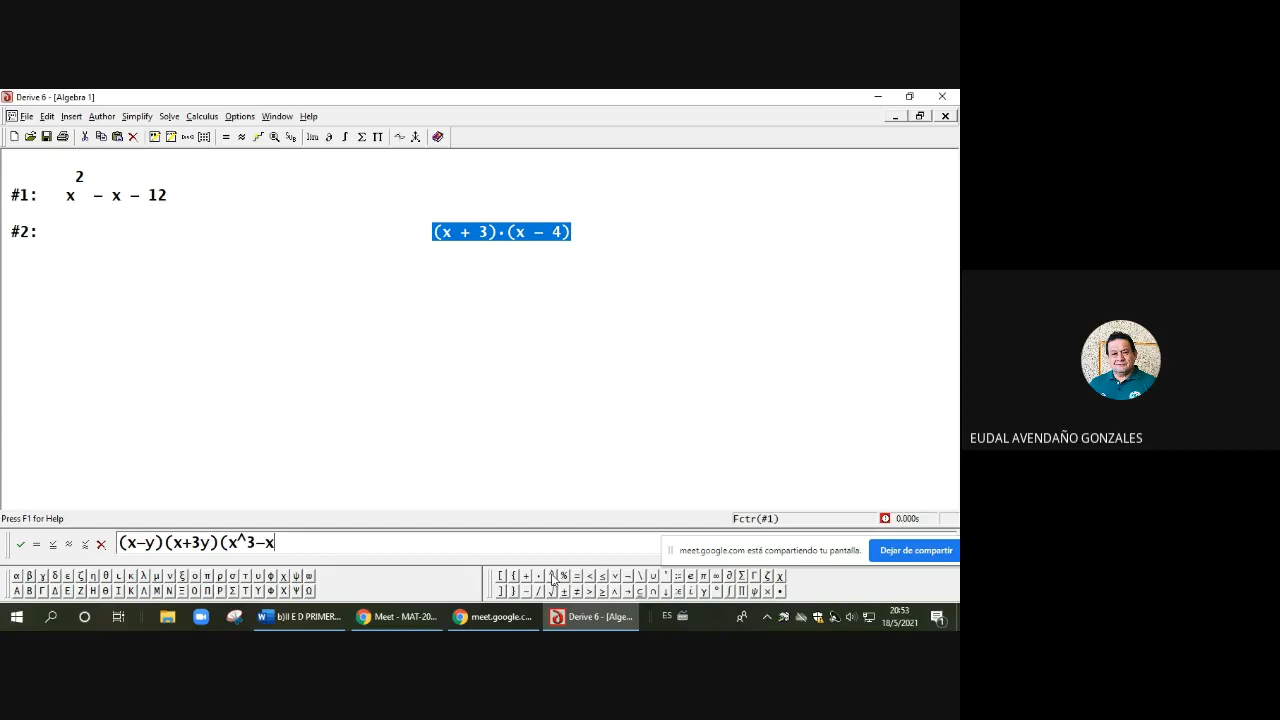 Derive 6 - [Algebra 1]
File Edit Insert Author Simplify Solve Calculus Options Window Help
2
#1: x - x - 12
#2: (x + 3)·(x - 4)
EUDAL AVENDAÑO GONZALES
Press F1 for Help Fctr(#1) 0.000s
(x-y)(x+3y)(x^3-x
meet.google.com está compartiendo tu pantalla. Dejar de compartir
b)II E D PRIMER... Meet - MAT-20... meet.google.c... Derive 6 - [Alge... ES 20:53
18/5/2021